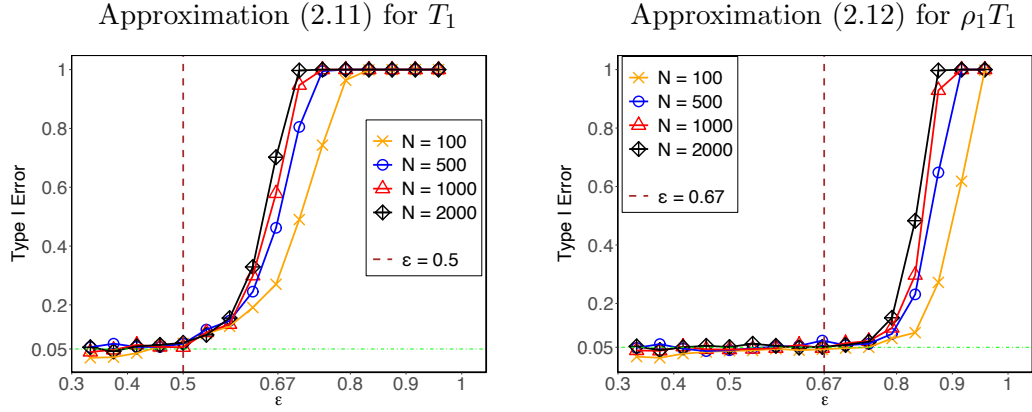 Approximation (2.11) for T₁
Type I Error
1
0.8
0.6
0.4
0.2
0.05
0.3
0.4
0.5
0.67
0.8
0.9
1
ε
N = 100
N = 500
N = 1000
N = 2000
ε = 0.5
Approximation (2.12) for ρ₁T₁
Type I Error
1
0.8
0.6
0.4
0.2
0.05
0.3
0.4
0.5
0.67
0.8
0.9
1
ε
N = 100
N = 500
N = 1000
N = 2000
ε = 0.67